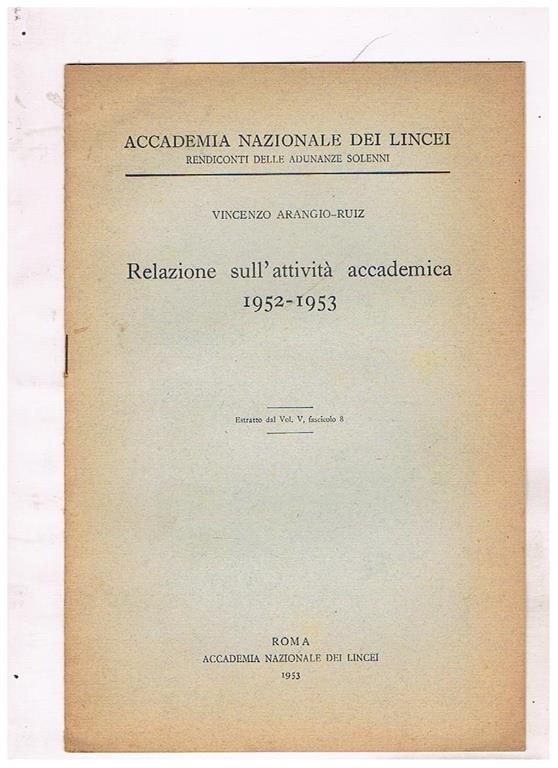 ACCADEMIA NAZIONALE DEI LINCEI
RENDICONTI DELLE ADUNANZE SOLENNI
VINCENZO ARANGIO-RUIZ
Relazione sull'attività accademica
1952-1953
Estratto dal Vol. V, fascicolo 8
ROMA
ACCADEMIA NAZIONALE DEI LINCEI
1953